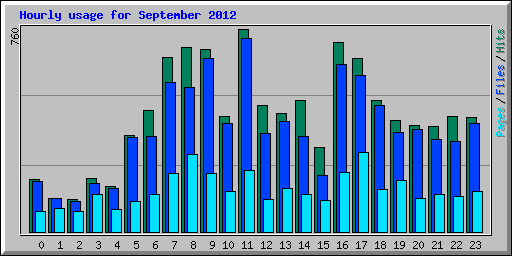 Hourly usage for September 2012
760
Pages / Files / Hits
0 1 2 3 4 5 6 7 8 9 10 11 12 13 14 15 16 17 18 19 20 21 22 23